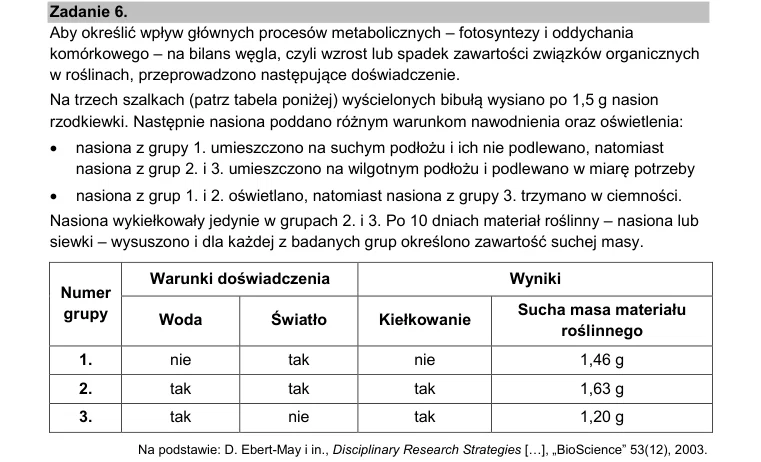 Zadanie 6.
Aby określić wpływ głównych procesów metabolicznych – fotosyntezy i oddychania
komórkowego – na bilans węgla, czyli wzrost lub spadek zawartości związków organicznych
w roślinach, przeprowadzono następujące doświadczenie.
Na trzech szalkach (patrz tabela poniżej) wyścielonych bibułą wysiano po 1,5 g nasion
rzodkiewki. Następnie nasiona poddano różnym warunkom nawodnienia oraz oświetlenia:
• nasiona z grupy 1. umieszczono na suchym podłożu i ich nie podlewano, natomiast
nasiona z grup 2. i 3. umieszczono na wilgotnym podłożu i podlewano w miarę potrzeby
• nasiona z grup 1. i 2. oświetlano, natomiast nasiona z grupy 3. trzymano w ciemności.
Nasiona wykiełkowały jedynie w grupach 2. i 3. Po 10 dniach materiał roślinny – nasiona lub
siewki – wysuszono i dla każdej z badanych grup określono zawartość suchej masy.
Numer grupy Warunki doświadczenia Wyniki
Woda Światło Kiełkowanie Sucha masa materiału roślinnego
1. nie tak nie 1,46 g
2. tak tak tak 1,63 g
3. tak nie tak 1,20 g
Na podstawie: D. Ebert-May i in., Disciplinary Research Strategies […], „BioScience” 53(12), 2003.